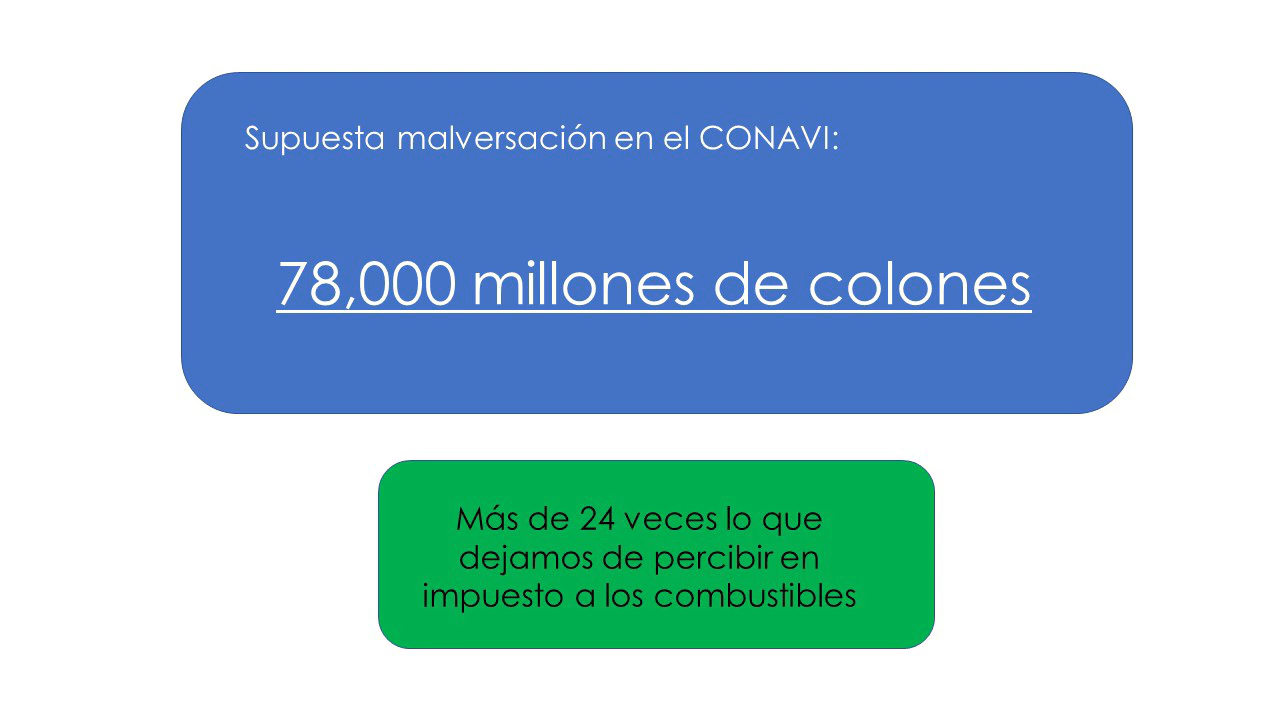 Supuesta malversación en el CONAVI:
78,000 millones de colones
Más de 24 veces lo que
dejamos de percibir en
impuesto a los combustibles